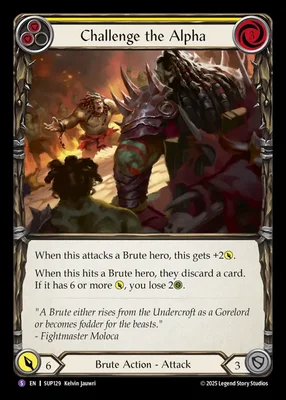 Challenge the Alpha
When this attacks a Brute hero, this gets +2
When this hits a Brute hero, they discard a card.
If it has 6 or more , you lose 2
"A Brute either rises from the Undercroft as a Gorelord
or becomes fodder for the beasts."
- Fightmaster Moloca
6
Brute Action - Attack
3
S EN | SUP129 Kelvin Jauwri
©2025 Legend Story Studios